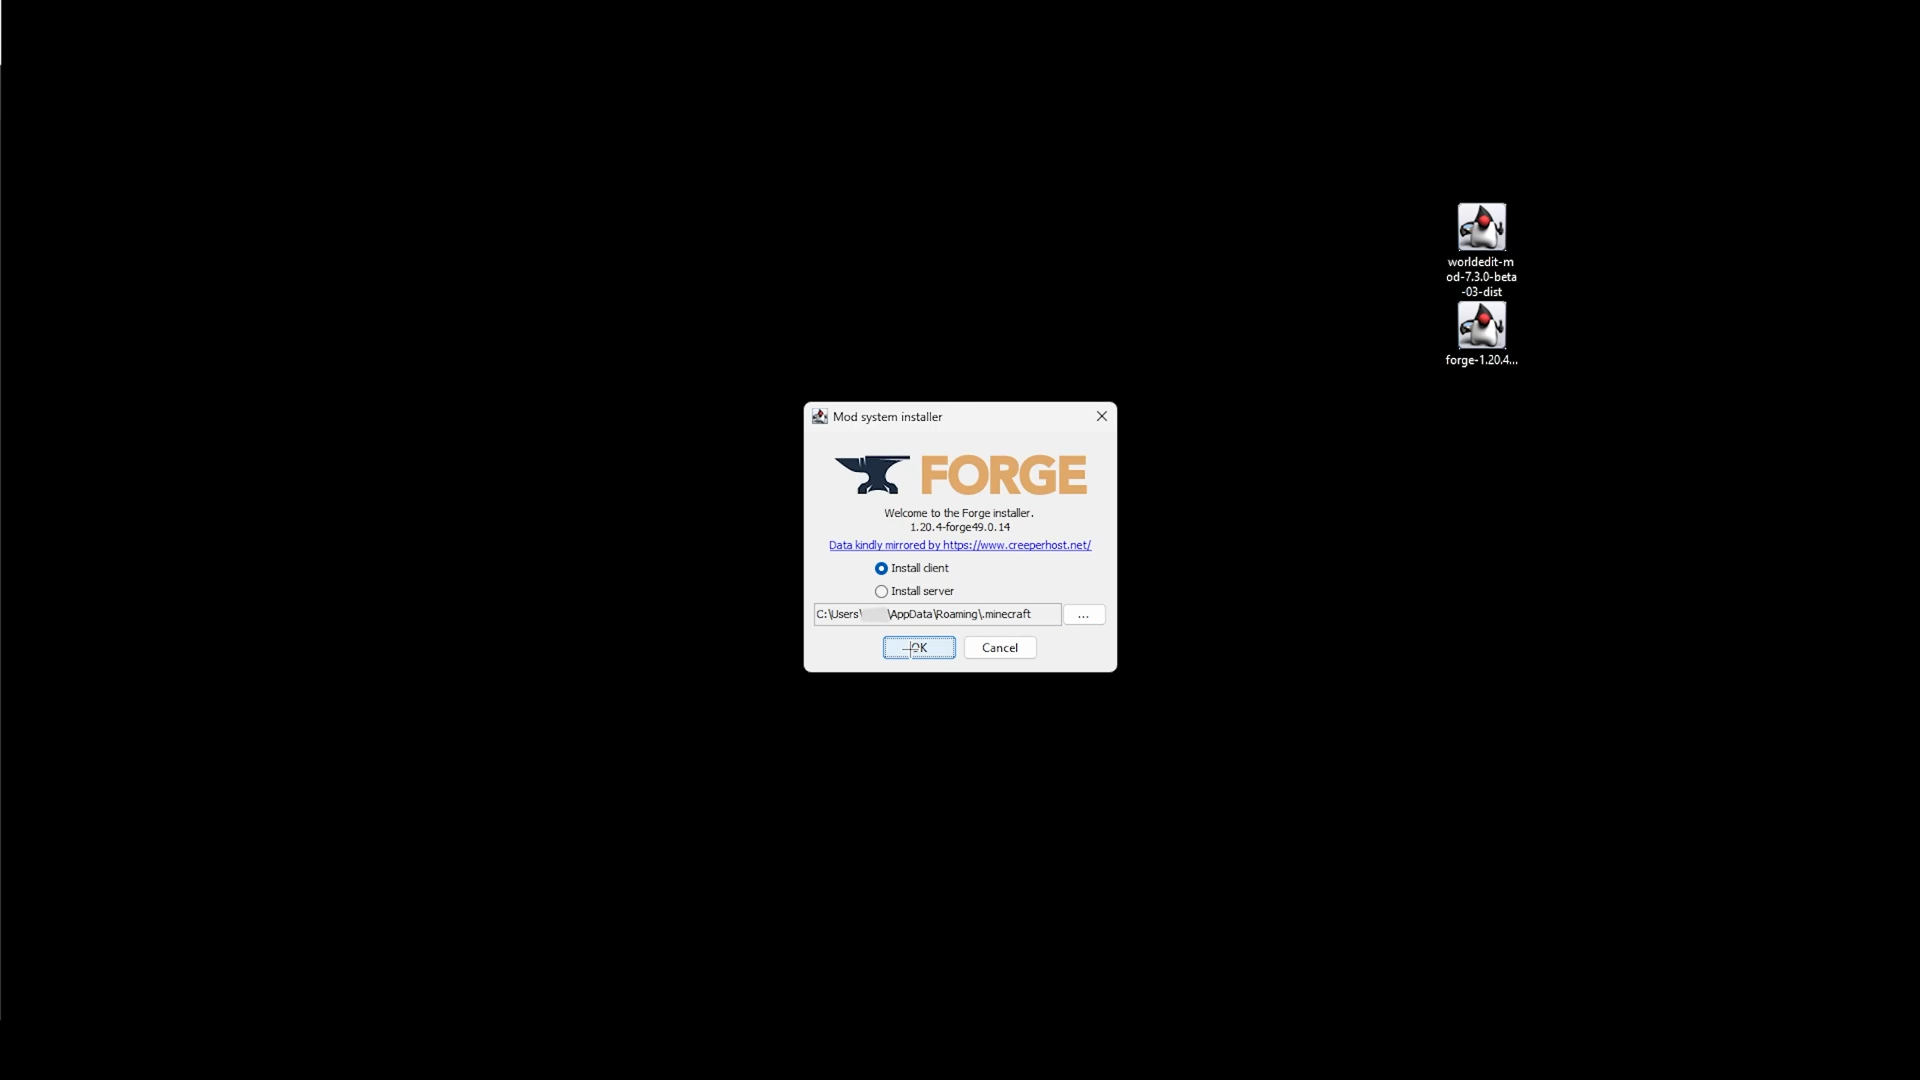 worldedit-m
od-7.3.0-beta
-03-dist
forge-1.20.4...
Mod system installer
FORGE
Welcome to the Forge installer.
1.20.4-forge49.0.14
Data kindly mirrored by https://www.creeperhost.net/
Install client
Install server
C:\Users\ \AppData\Roaming\.minecraft
...
OK
Cancel